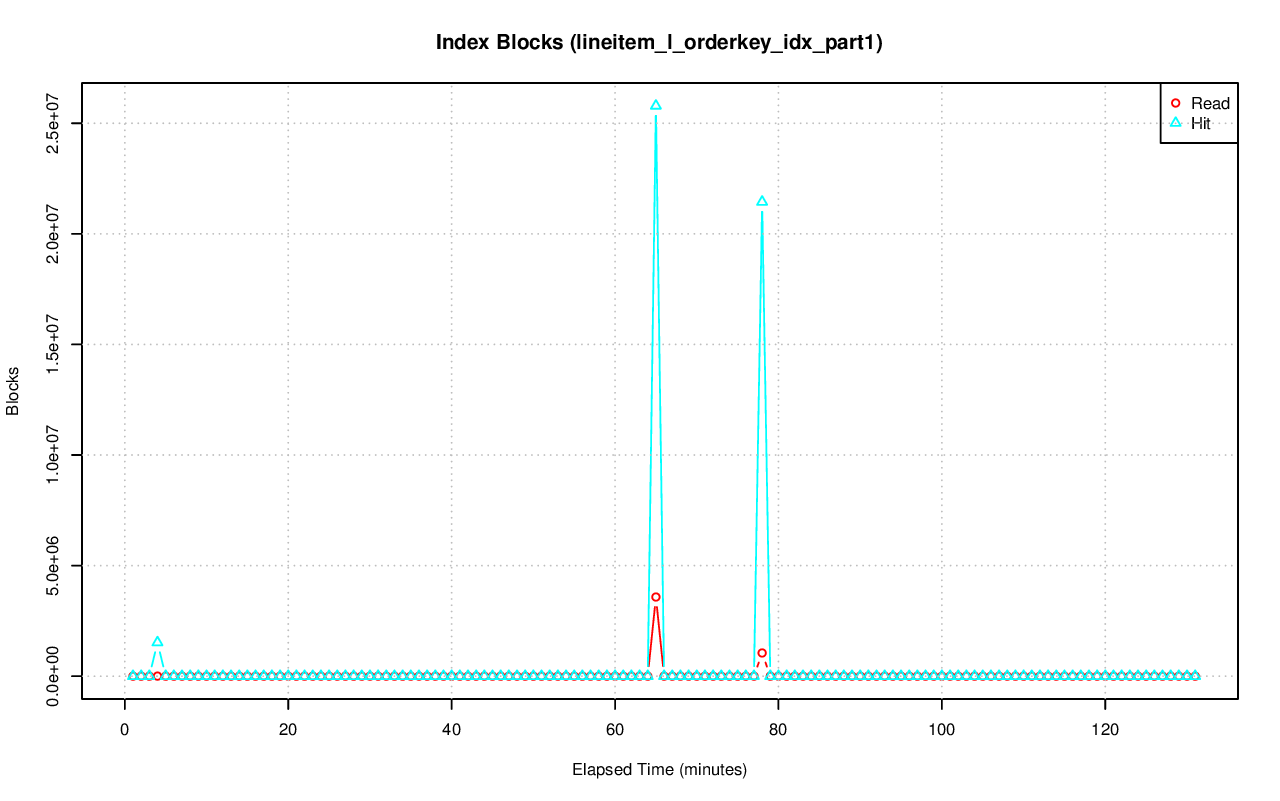 Index Blocks (lineitem_l_orderkey_idx_part1)
Read
Hit
2.5e+07
2.0e+07
1.5e+07
1.0e+07
5.0e+06
0.0e+00
Blocks
0 20 40 60 80 100 120
Elapsed Time (minutes)